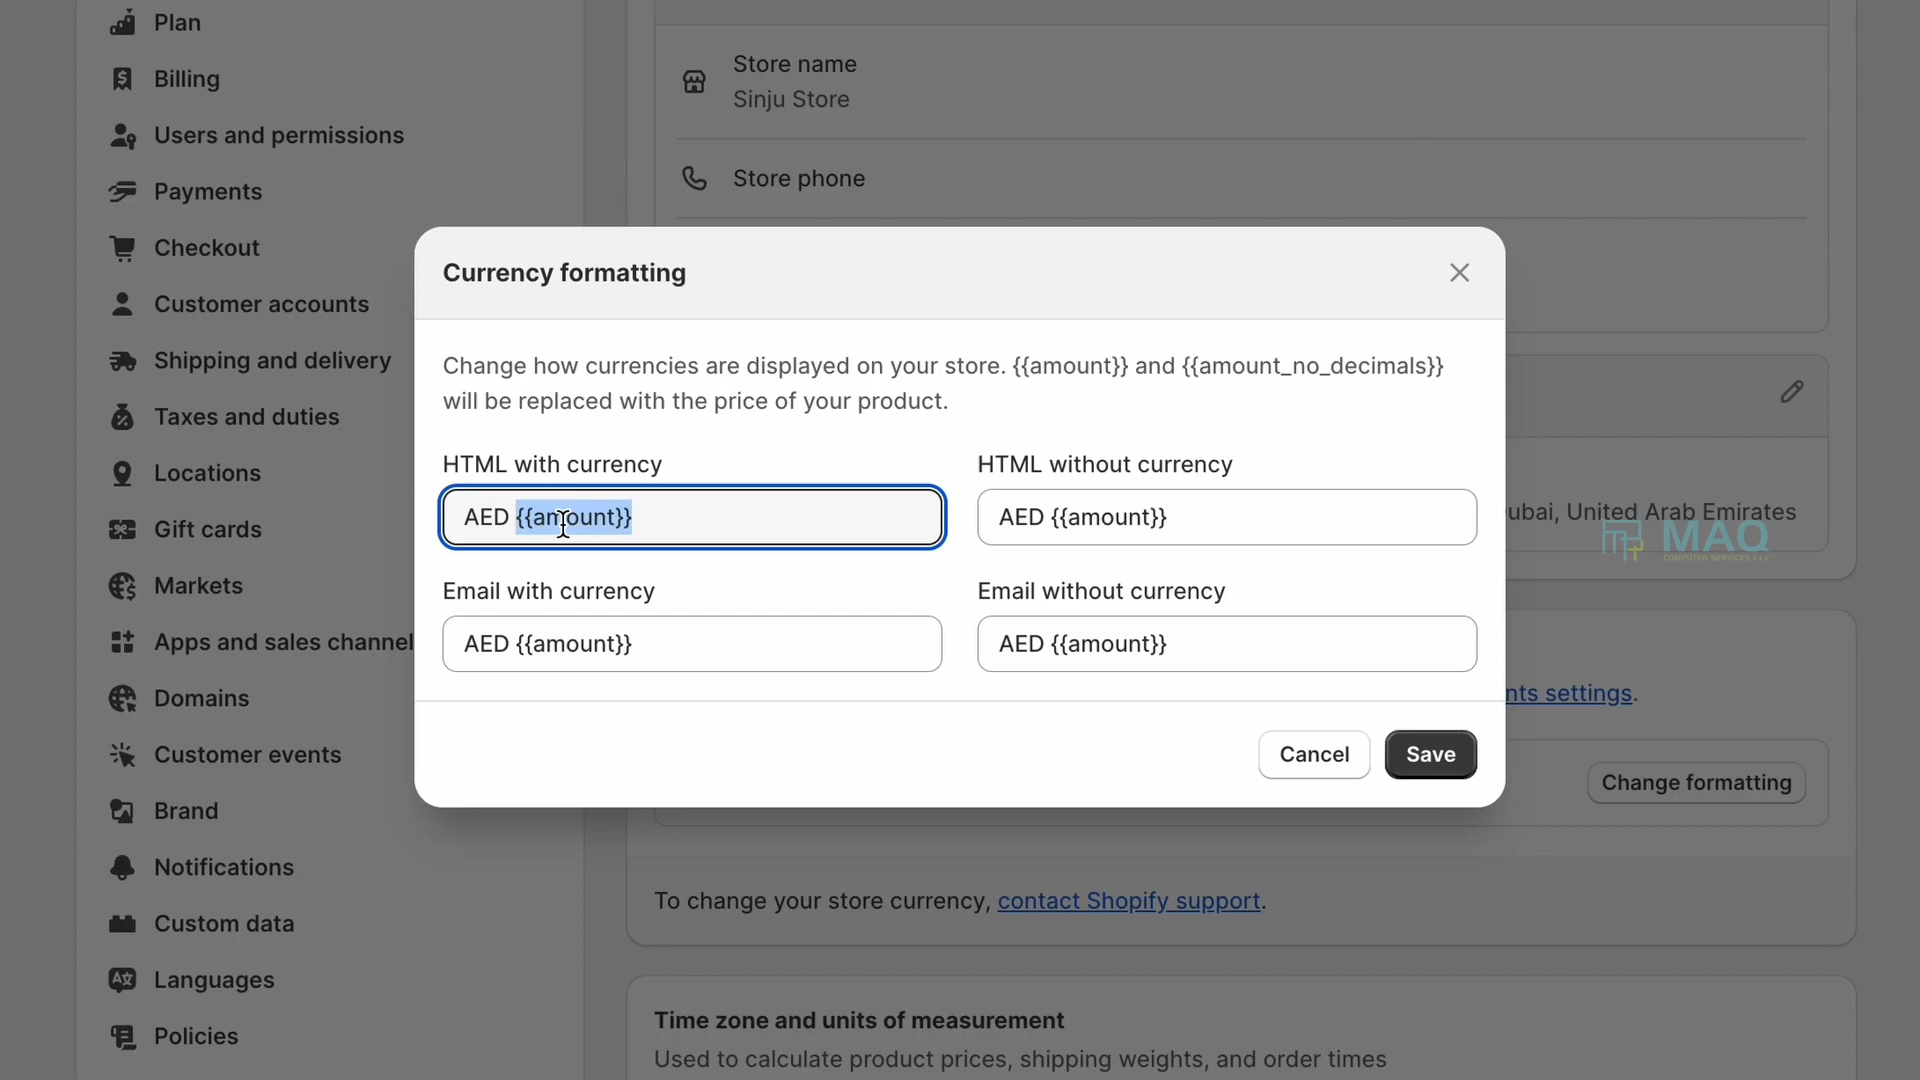 Plan
Billing
Users and permissions
Payments
Checkout
Customer accounts
Shipping and delivery
Taxes and duties
Locations
Gift cards
Markets
Apps and sales channel
Domains
Customer events
Brand
Notifications
Custom data
Languages
Policies
Store name
Sinju Store
Store phone
Currency formatting
Change how currencies are displayed on your store. {{amount}} and {{amount_no_decimals}}
will be replaced with the price of your product.
HTML with currency
AED {{amount}}
HTML without currency
AED {{amount}}
Email with currency
AED {{amount}}
Email without currency
AED {{amount}}
Cancel
Save
ubai, United Arab Emirates
MAQ
COMPUTER SERVICES L.L.C
nts settings.
Change formatting
To change your store currency, contact Shopify support.
Time zone and units of measurement
Used to calculate product prices, shipping weights, and order times